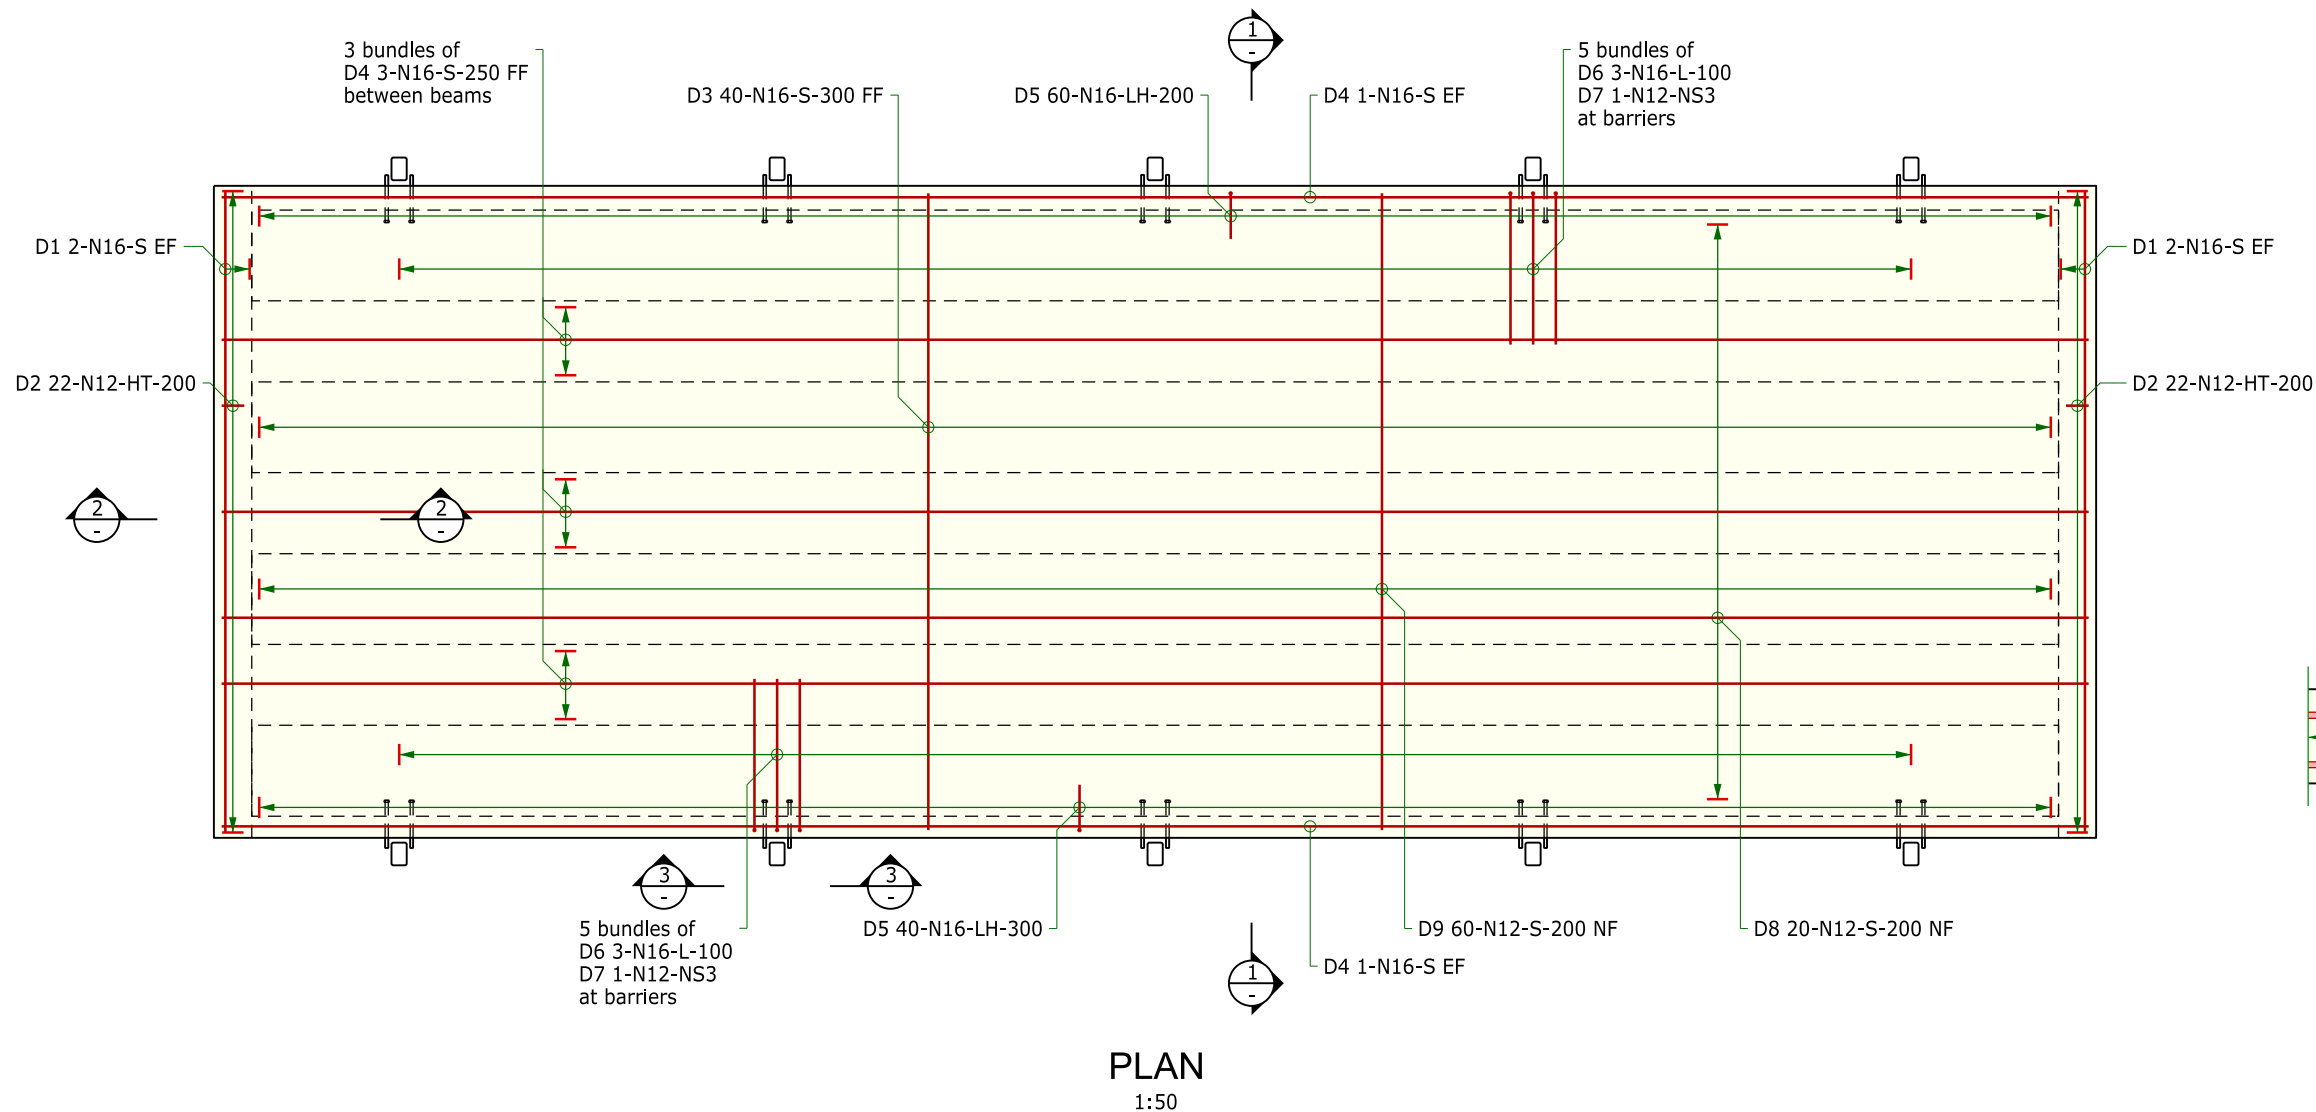 1
-
3 bundles of
D4 3-N16-S-250 FF
between beams
D3 40-N16-S-300 FF
D5 60-N16-LH-200
D4 1-N16-S EF
5 bundles of
D6 3-N16-L-100
D7 1-N12-NS3
at barriers
D1 2-N16-S EF
D1 2-N16-S EF
D2 22-N12-HT-200
D2 22-N12-HT-200
2
-
2
-
3
-
3
-
5 bundles of
D6 3-N16-L-100
D7 1-N12-NS3
at barriers
D5 40-N16-LH-300
D9 60-N12-S-200 NF
D8 20-N12-S-200 NF
D4 1-N16-S EF
1
-
PLAN
1:50